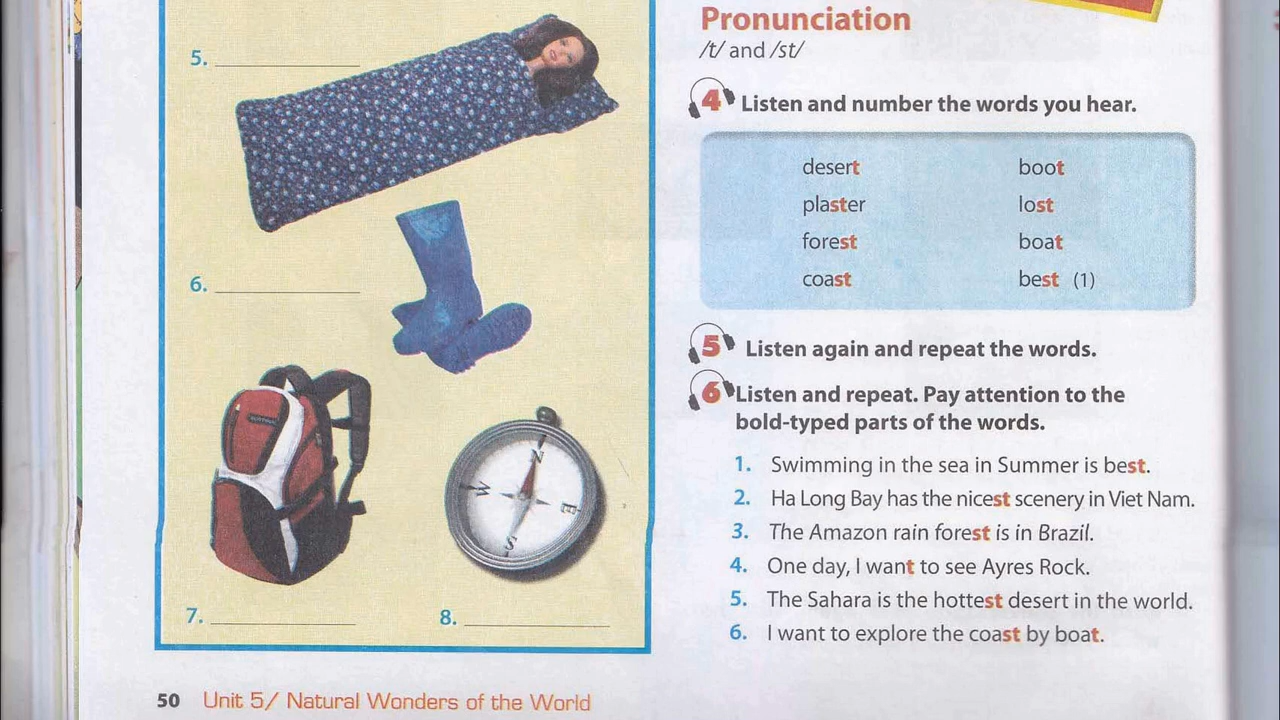 5. ____________
6. ____________
N
W
E
S
7. ____________
8. ____________
50 Unit 5/ Natural Wonders of the World
Pronunciation
/t/ and /st/
4 Listen and number the words you hear.
desert boot
plaster lost
forest boat
coast best (1)
5 Listen again and repeat the words.
6 Listen and repeat. Pay attention to the
bold-typed parts of the words.
1. Swimming in the sea in Summer is best.
2. Ha Long Bay has the nicest scenery in Viet Nam.
3. The Amazon rain forest is in Brazil.
4. One day, I want to see Ayres Rock.
5. The Sahara is the hottest desert in the world.
6. I want to explore the coast by boat.